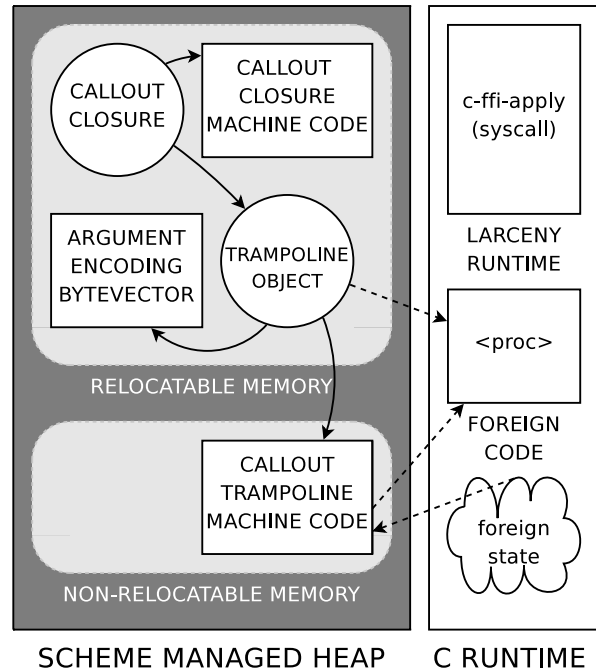 CALLOUT
CLOSURE
CALLOUT
CLOSURE
MACHINE CODE
ARGUMENT
ENCODING
BYTEVECTOR
TRAMPOLINE
OBJECT
RELOCATABLE MEMORY
CALLOUT
TRAMPOLINE
MACHINE CODE
NON-RELOCATABLE MEMORY
SCHEME MANAGED HEAP
c-ffi-apply
(syscall)
LARCENY
RUNTIME
<proc>
FOREIGN
CODE
foreign
state
C RUNTIME